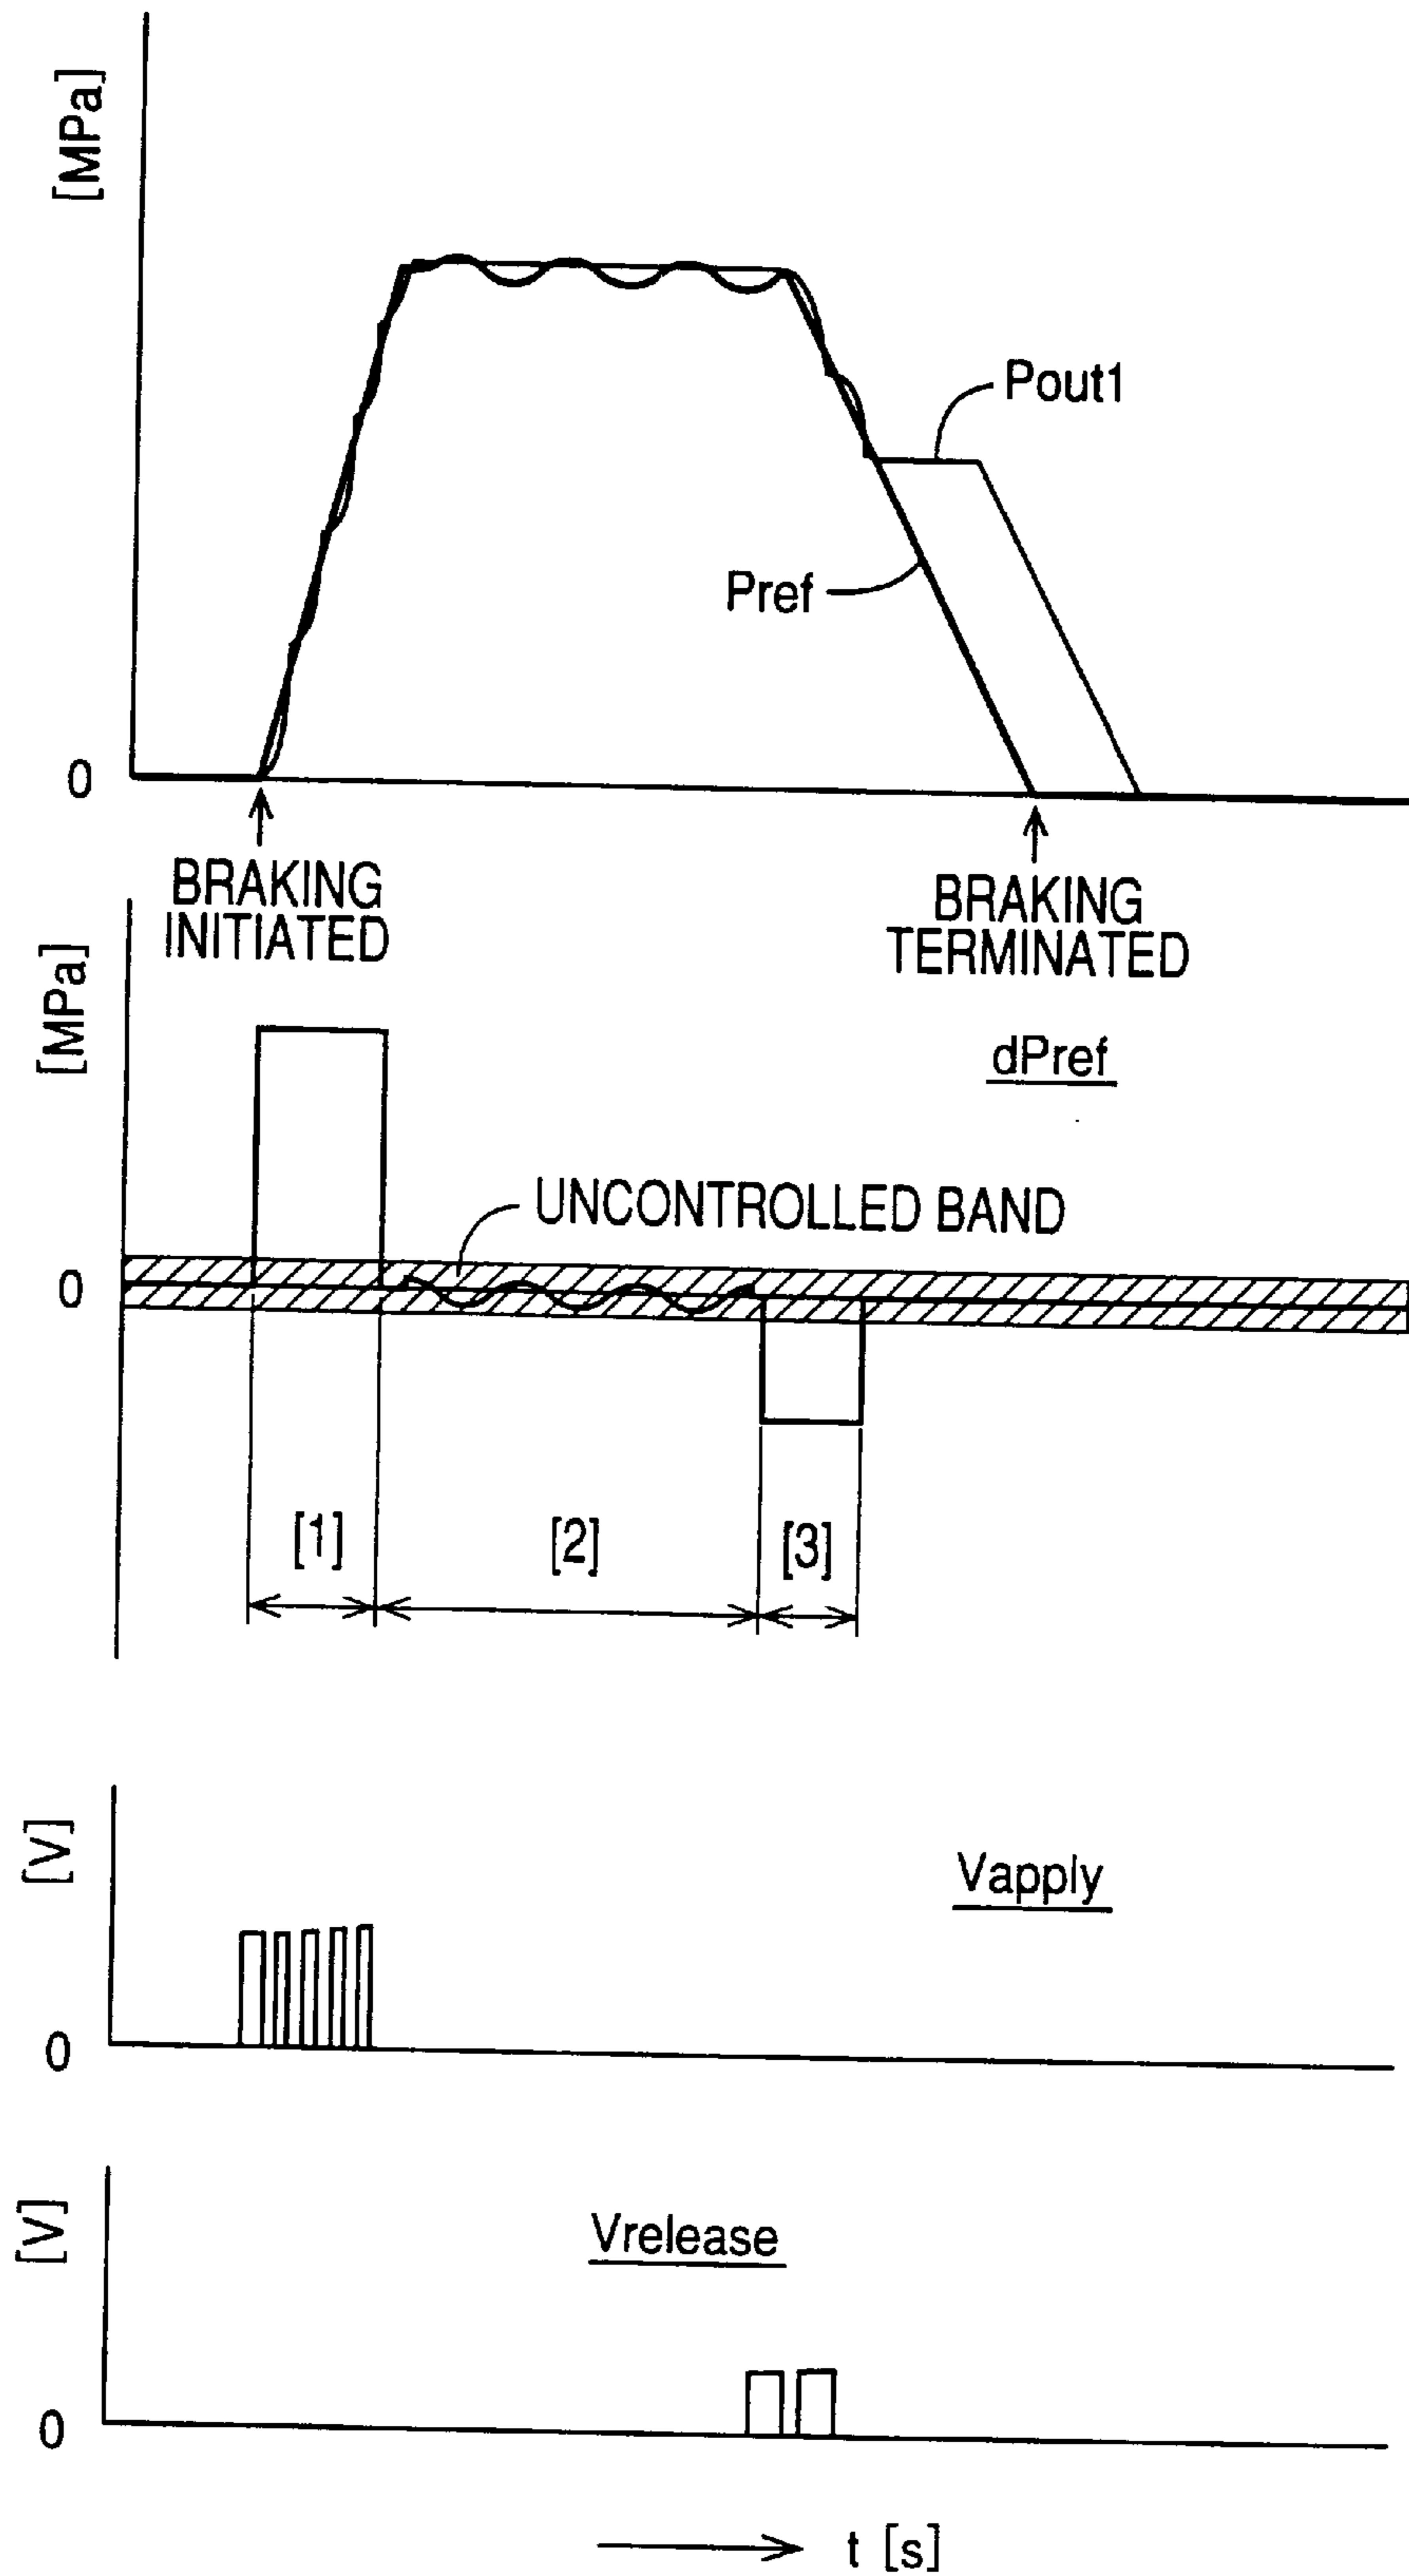 [MPa]
Pout1
Pref
0
BRAKING
INITIATED
BRAKING
TERMINATED
[MPa]
dPref
UNCONTROLLED BAND
0
[1]
[2]
[3]
[V]
Vapply
0
[V]
Vrelease
0
t [s]